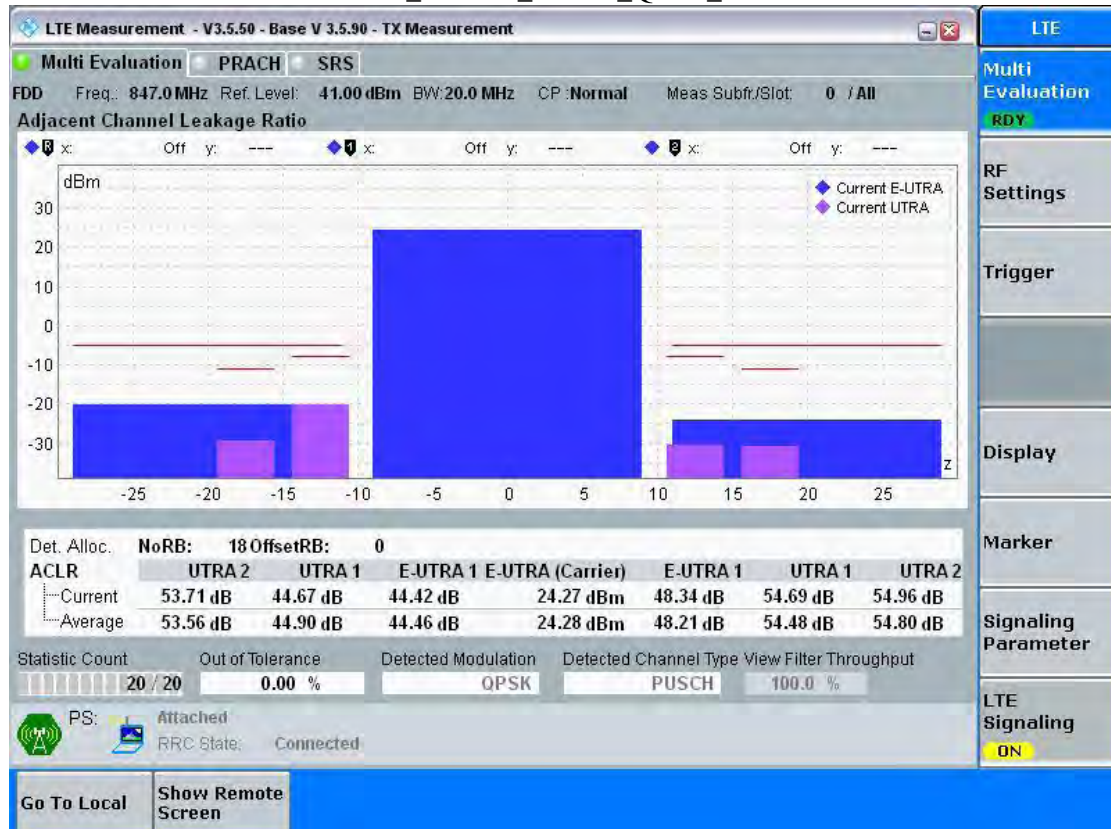 LTE Measurement - V3.5.50 - Base V 3.5.90 - TX Measurement
LTE
Multi Evaluation PRACH SRS
Multi Evaluation
RDY
FDD Freq.: 847.0 MHz Ref. Level: 41.00 dBm BW: 20.0 MHz CP :Normal Meas Subfr./Slot: 0 / All
Adjacent Channel Leakage Ratio
R x: Off y: --- 1 x: Off y: --- 2 x: Off y: ---
dBm
Current E-UTRA
Current UTRA
30
20
10
0
-10
-20
-30
z
-25 -20 -15 -10 -5 0 5 10 15 20 25
RF Settings
Trigger
Display
Marker
Signaling Parameter
LTE Signaling
ON
Det. Alloc. NoRB: 18 OffsetRB: 0
ACLR UTRA 2 UTRA 1 E-UTRA 1 E-UTRA (Carrier) E-UTRA 1 UTRA 1 UTRA 2
Current 53.71 dB 44.67 dB 44.42 dB 24.27 dBm 48.34 dB 54.69 dB 54.96 dB
Average 53.56 dB 44.90 dB 44.46 dB 24.28 dBm 48.21 dB 54.48 dB 54.80 dB
Statistic Count Out of Tolerance Detected Modulation Detected Channel Type View Filter Throughput
20 / 20 0.00 % QPSK PUSCH 100.0 %
PS: Attached
RRC State: Connected
Go To Local
Show Remote Screen